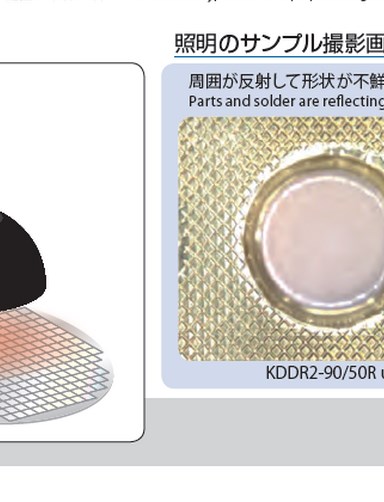 照明のサンプル撮影画
周囲が反射して形状が不鮮
Parts and solder are reflecting
KDDR2-90/50R u